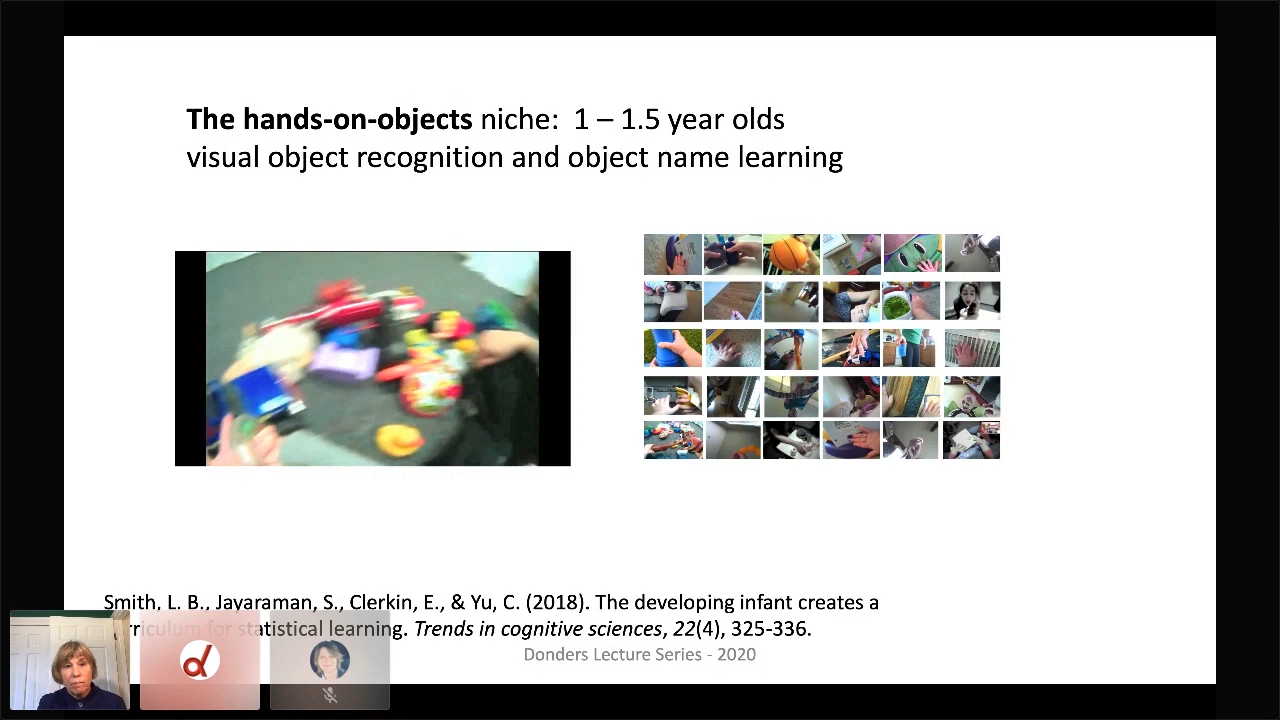 The hands-on-objects niche: 1 – 1.5 year olds
visual object recognition and object name learning
Smith, L. B., Jayaraman, S., Clerkin, E., & Yu, C. (2018). The developing infant creates a
curriculum for statistical learning. Trends in cognitive sciences, 22(4), 325-336.
Donders Lecture Series - 2020